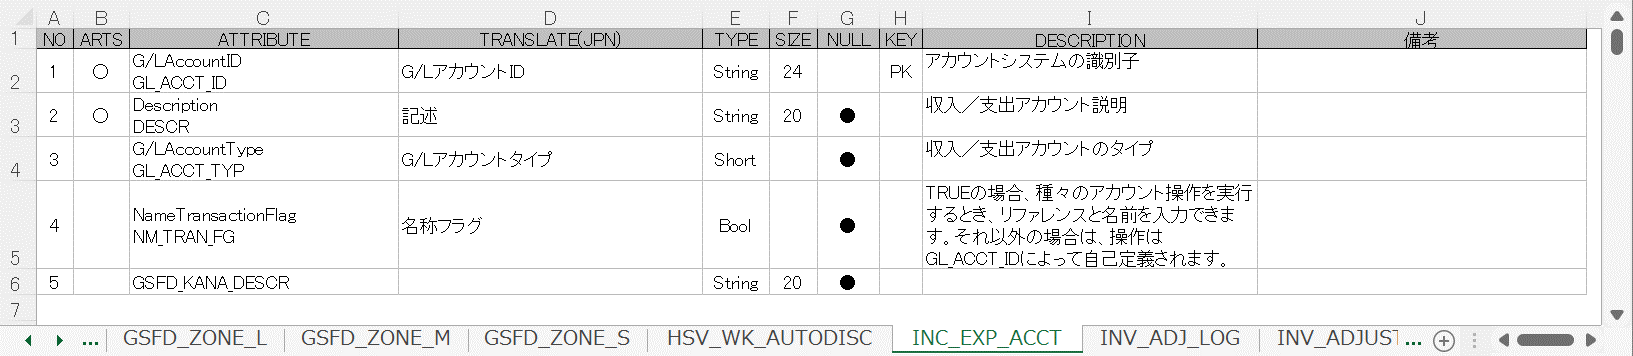 A B C D E F G H I J
1 NO ARTS ATTRIBUTE TRANSLATE(JPN) TYPE SIZE NULL KEY DESCRIPTION 備考
2 1 ○ G/LAccountID G/LアカウントID String 24 PK アカウントシステムの識別子
GL_ACCT_ID
3 2 ○ Description 記述 String 20 ● 収入／支出アカウント説明
DESCR
4 3 G/LAccountType G/Lアカウントタイプ Short ● 収入／支出アカウントのタイプ
GL_ACCT_TYP
5 4 NameTransactionFlag 名称フラグ Bool ● TRUEの場合、種々のアカウント操作を実行
NM_TRAN_FG するとき、リファレンスと名前を入力できま
す。それ以外の場合は、操作は
GL_ACCT_IDによって自己定義されます。
6 5 GSFD_KANA_DESCR String 20 ●
7
... GSFD_ZONE_L GSFD_ZONE_M GSFD_ZONE_S HSV_WK_AUTODISC INC_EXP_ACCT INV_ADJ_LOG INV_ADJUST ...